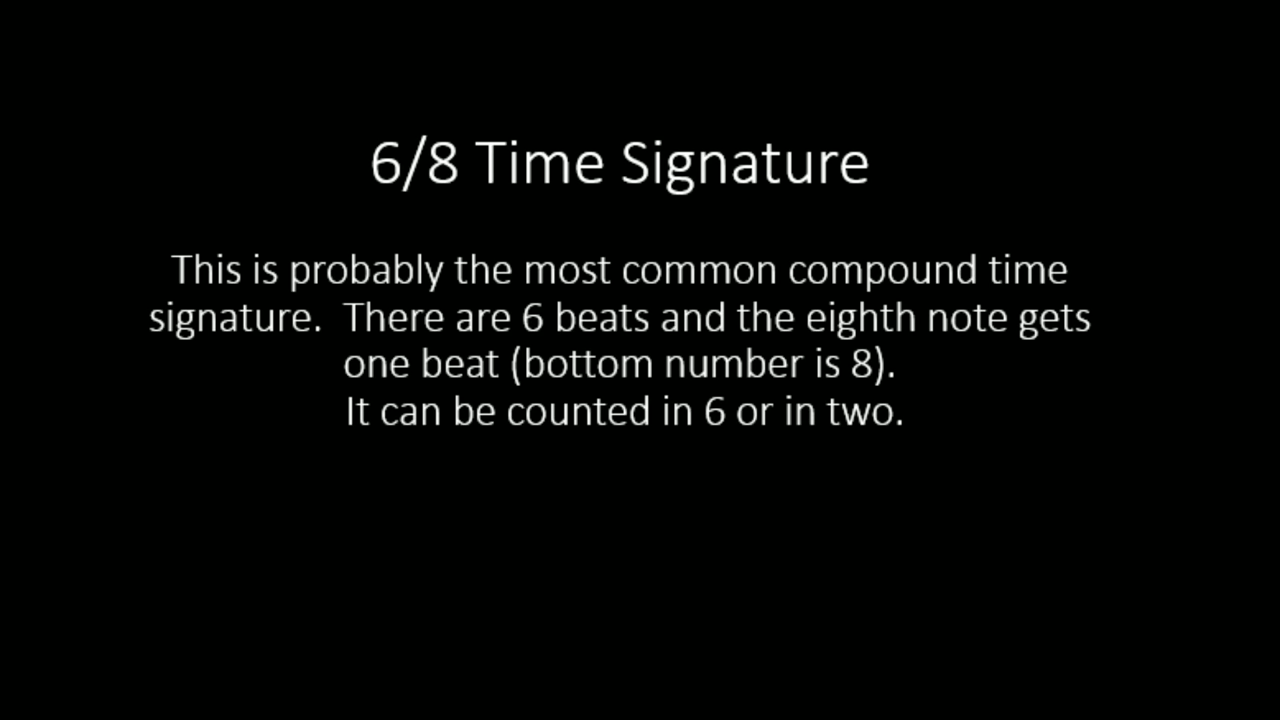 6/8 Time Signature
This is probably the most common compound time
signature.  There are 6 beats and the eighth note gets
one beat (bottom number is 8).
It can be counted in 6 or in two.